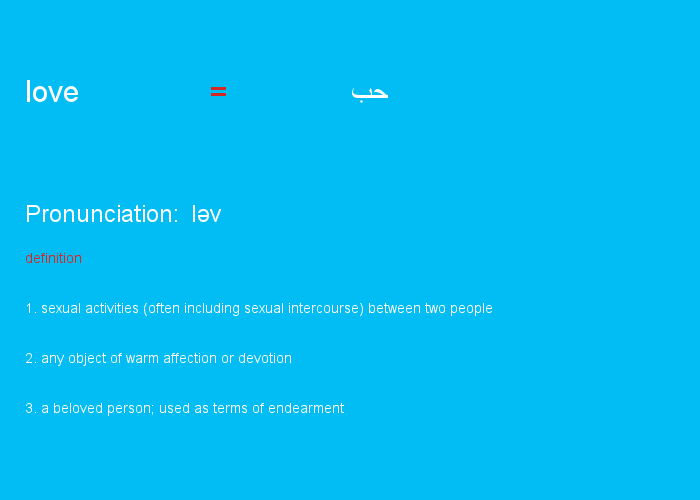 love = حب
Pronunciation: ləv
definition
1. sexual activities (often including sexual intercourse) between two people
2. any object of warm affection or devotion
3. a beloved person; used as terms of endearment